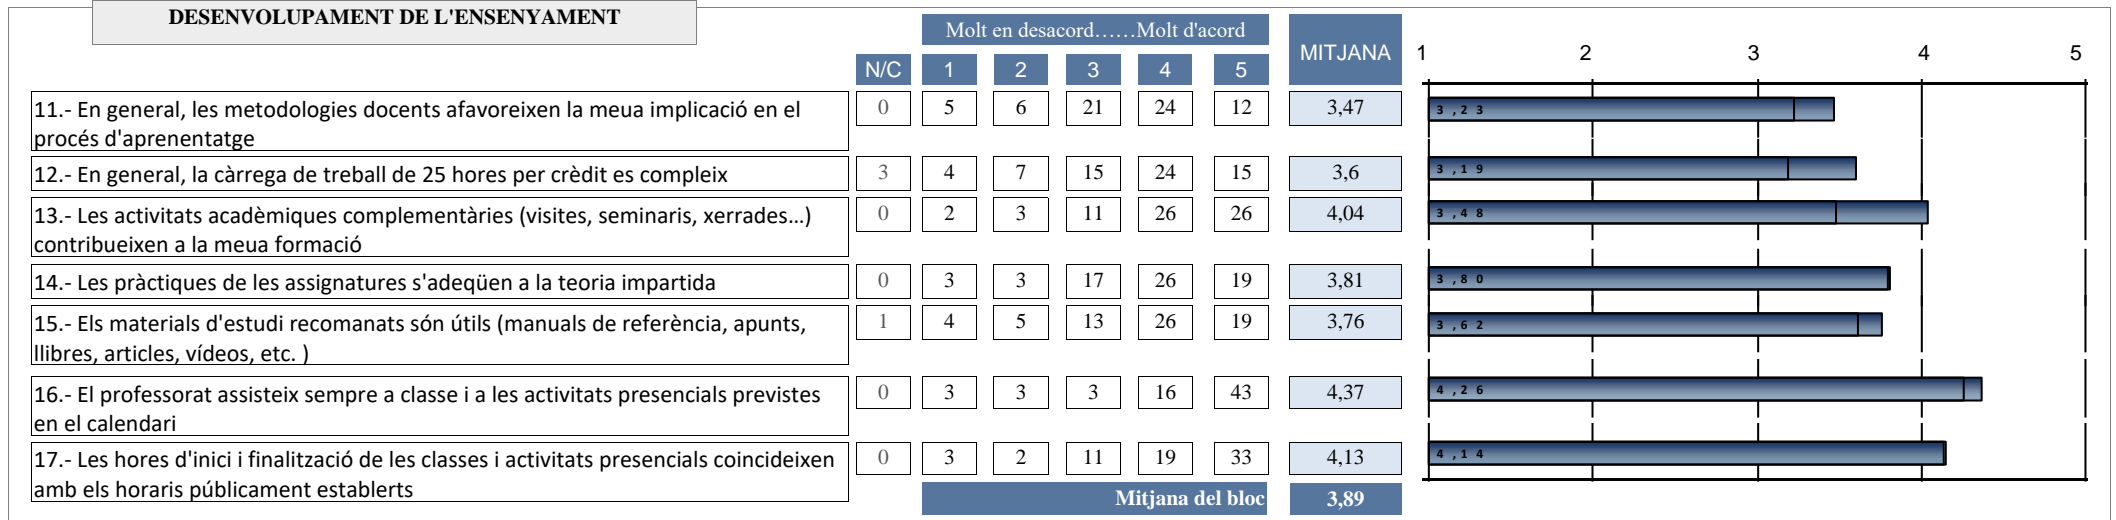 DESENVOLUPAMENT DE L'ENSENYAMENT
Molt en desacord……Molt d'acord
MITJANA
1 2 3 4 5
N/C 1 2 3 4 5
11.- En general, les metodologies docents afavoreixen la meua implicació en el
procés d'aprenentatge
0 5 6 21 24 12 3,47 3,23
12.- En general, la càrrega de treball de 25 hores per crèdit es compleix
3 4 7 15 24 15 3,6 3,19
13.- Les activitats acadèmiques complementàries (visites, seminaris, xerrades…)
contribueixen a la meua formació
0 2 3 11 26 26 4,04 3,48
14.- Les pràctiques de les assignatures s'adeqüen a la teoria impartida
0 3 3 17 26 19 3,81 3,80
15.- Els materials d'estudi recomanats són útils (manuals de referència, apunts,
llibres, articles, vídeos, etc. )
1 4 5 13 26 19 3,76 3,62
16.- El professorat assisteix sempre a classe i a les activitats presencials previstes
en el calendari
0 3 3 3 16 43 4,37 4,26
17.- Les hores d'inici i finalització de les classes i activitats presencials coincideixen
amb els horaris públicament establerts
0 3 2 11 19 33 4,13 4,14
Mitjana del bloc 3,89